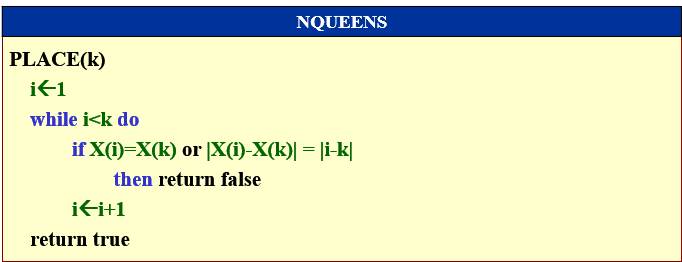 NQUEENS
PLACE(k)
i←1
while i<k do
if X(i)=X(k) or |X(i)-X(k)| = |i-k|
then return false
i←i+1
return true